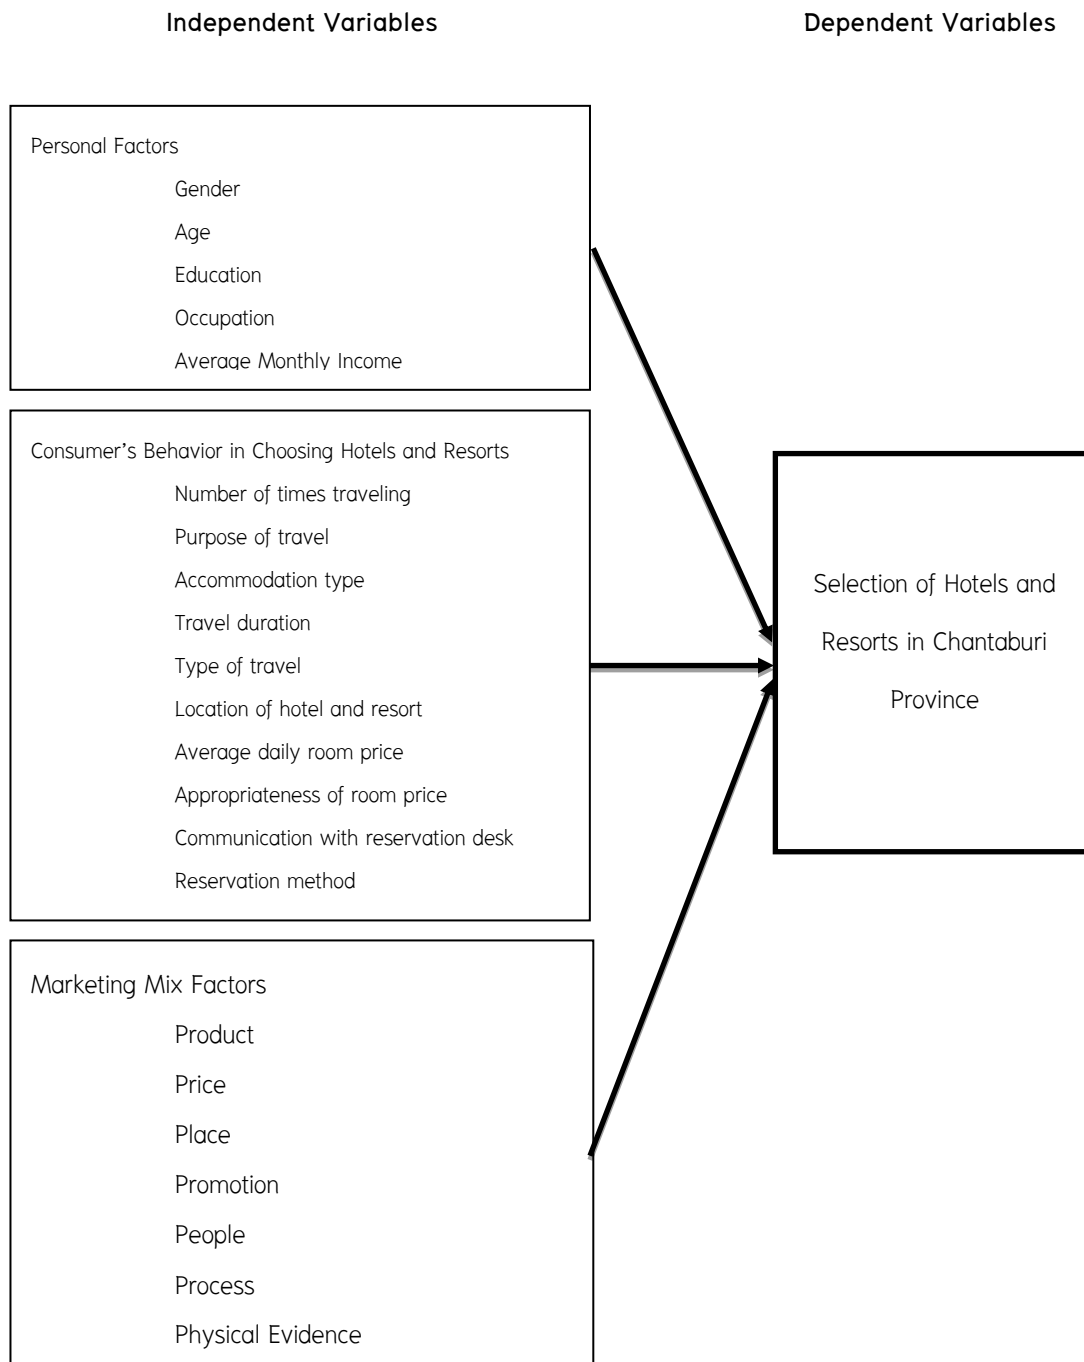 Independent Variables
Dependent Variables
Personal Factors
Gender
Age
Education
Occupation
Average Monthly Income
Consumer's Behavior in Choosing Hotels and Resorts
Number of times traveling
Purpose of travel
Accommodation type
Travel duration
Type of travel
Location of hotel and resort
Average daily room price
Appropriateness of room price
Communication with reservation desk
Reservation method
Marketing Mix Factors
Product
Price
Place
Promotion
People
Process
Physical Evidence
Selection of Hotels and
Resorts in Chantaburi
Province